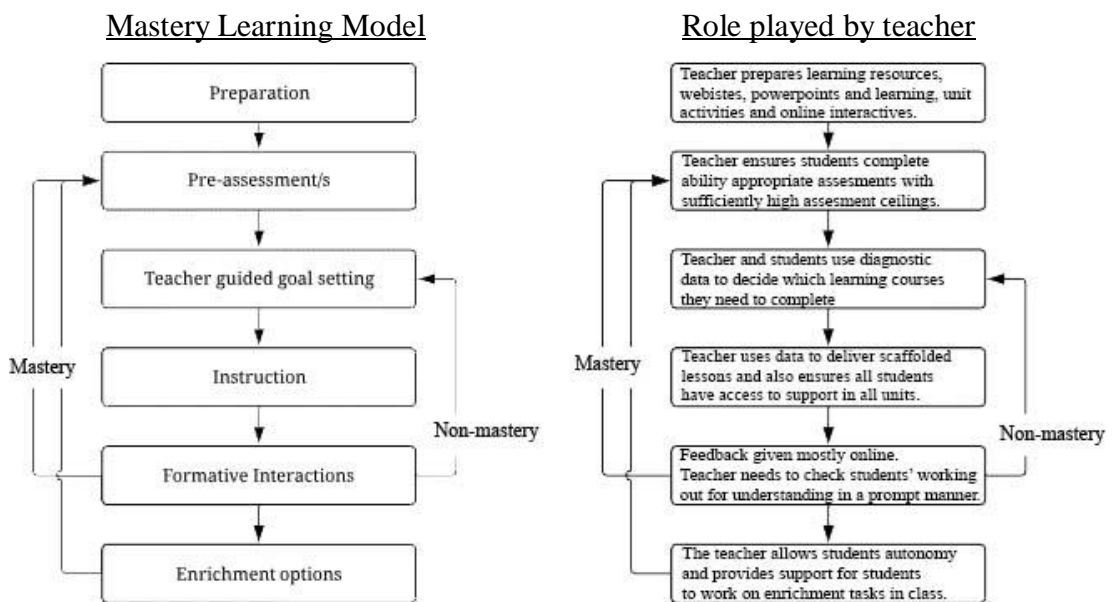 Mastery Learning Model
Preparation
Pre-assessment/s
Teacher guided goal setting
Mastery
Instruction
Non-mastery
Formative Interactions
Enrichment options
Role played by teacher
Teacher prepares learning resources,
webistes, powerpoints and learning, unit
activities and online interactives.
Teacher ensures students complete
ability appropriate assesments with
sufficiently high assesment ceilings.
Teacher and students use diagnostic
data to decide which learning courses
they need to complete
Mastery
Teacher uses data to deliver scaffolded
lessons and also ensures all students
have access to support in all units.
Non-mastery
Feedback given mostly online.
Teacher needs to check students' working
out for understanding in a prompt manner.
The teacher allows students autonomy
and provides support for students
to work on enrichment tasks in class.